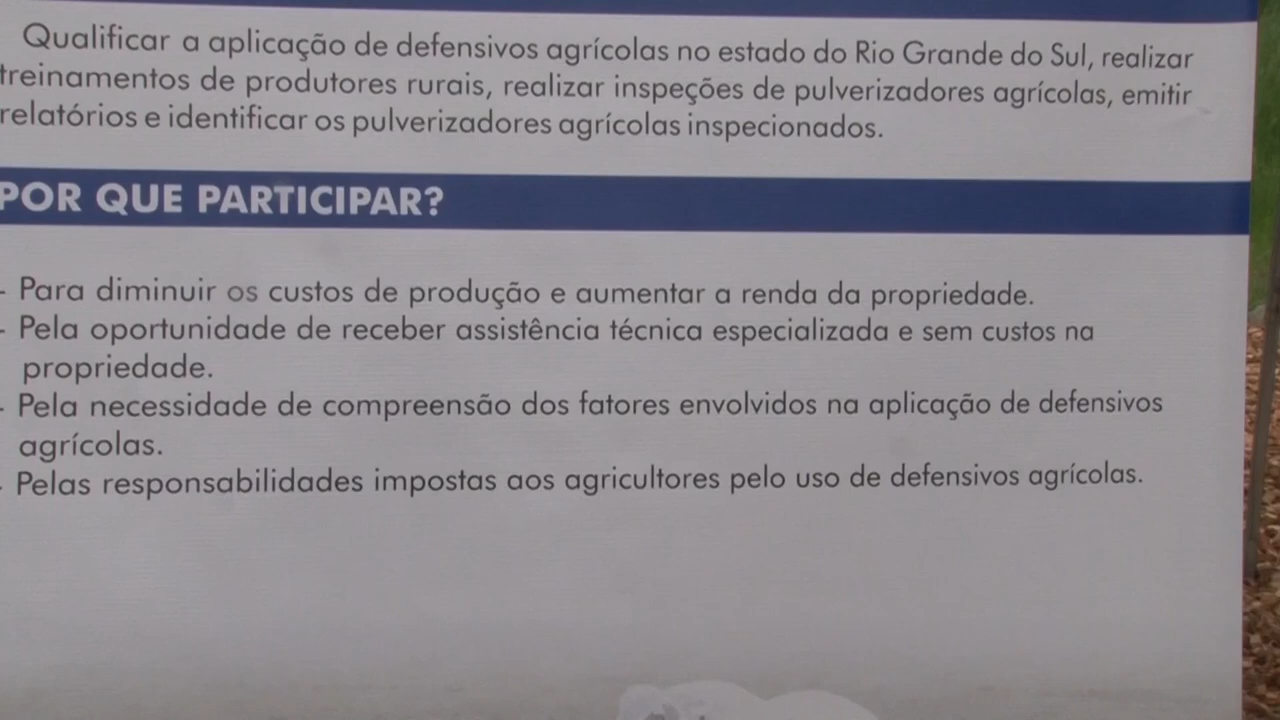 Qualificar a aplicação de defensivos agrícolas no estado do Rio Grande do Sul, realizar
treinamentos de produtores rurais, realizar inspeções de pulverizadores agrícolas, emitir
relatórios e identificar os pulverizadores agrícolas inspecionados.
POR QUE PARTICIPAR?
- Para diminuir os custos de produção e aumentar a renda da propriedade.
- Pela oportunidade de receber assistência técnica especializada e sem custos na
propriedade.
- Pela necessidade de compreensão dos fatores envolvidos na aplicação de defensivos
agrícolas.
- Pelas responsabilidades impostas aos agricultores pelo uso de defensivos agrícolas.